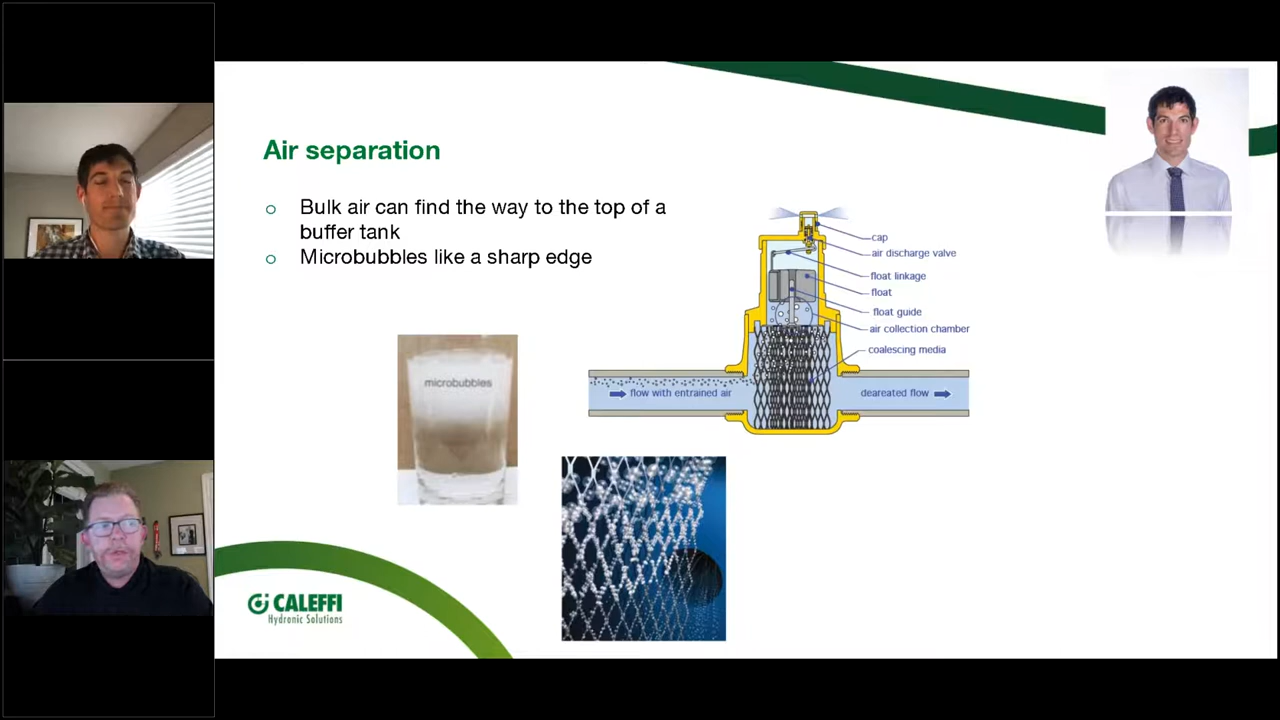 Air separation
Bulk air can find the way to the top of a
buffer tank
Microbubbles like a sharp edge
cap
air discharge valve
float linkage
float
float guide
air collection chamber
coalescing media
flow with entrained air
deareated flow
microbubbles
CALEFFI
Hydronic Solutions